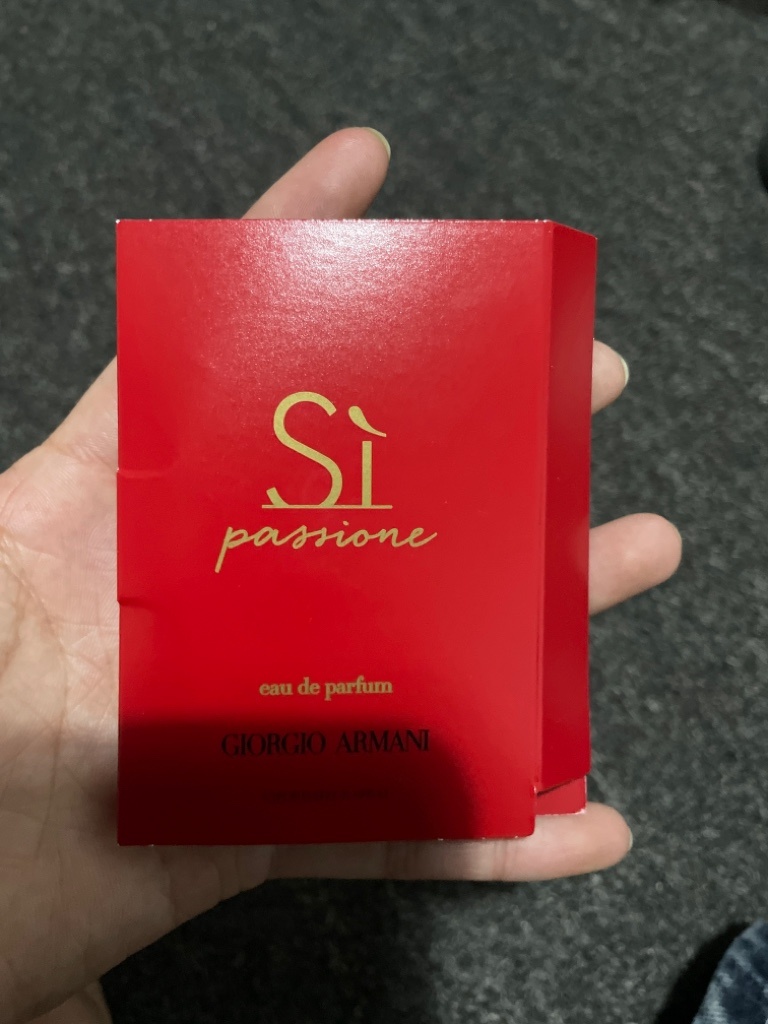 Sì
passione
eau de parfum
GIORGIO ARMANI